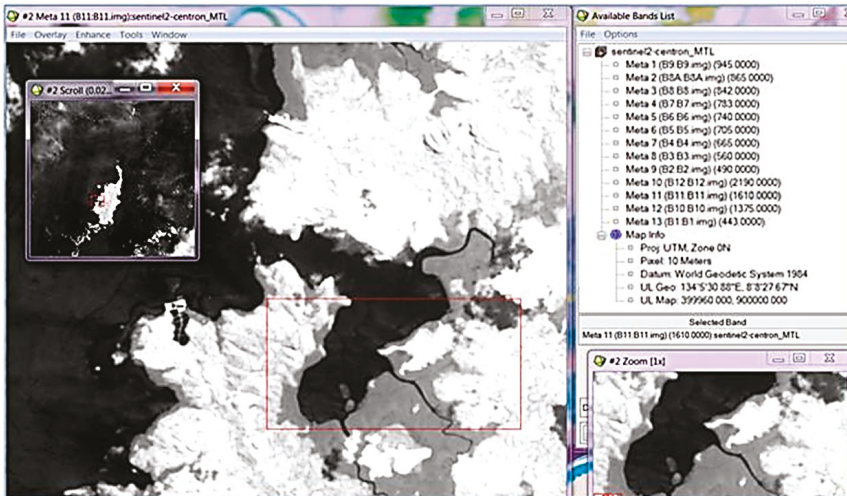 #2 Meta 11 (B11:B11.img):sentinel2-centron_MTL
File Overlay Enhance Tools Window
#2 Scroll (0.02...
Available Bands List
File Options
sentinel2-centron_MTL
Meta 1 (B9:B9.img) (945.0000)
Meta 2 (B8A:B8A.img) (865.0000)
Meta 3 (B8:B8.img) (842.0000)
Meta 4 (B7:B7.img) (783.0000)
Meta 5 (B6:B6.img) (740.0000)
Meta 6 (B5:B5.img) (705.0000)
Meta 7 (B4:B4.img) (665.0000)
Meta 8 (B3:B3.img) (560.0000)
Meta 9 (B2:B2.img) (490.0000)
Meta 10 (B12:B12.img) (2190.0000)
Meta 11 (B11:B11.img) (1610.0000)
Meta 12 (B10:B10.img) (1375.0000)
Meta 13 (B1:B1.img) (443.0000)
Map Info
Proj: UTM, Zone 0N
Pixel: 10 Meters
Datum: World Geodetic System 1984
UL Geo: 134°5'30.88"E, 8°8'27.67"N
UL Map: 399960.000, 900000.000
Selected Band
Meta 11 (B11:B11.img) (1610.0000):sentinel2-centron_MTL
#2 Zoom [1x]